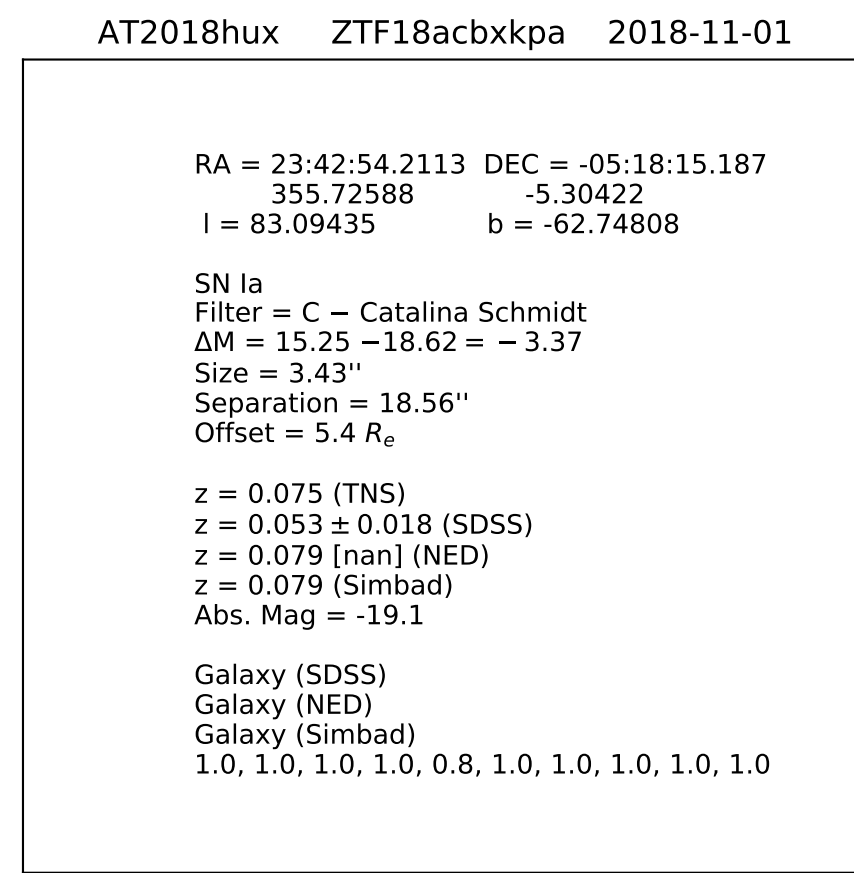 AT2018hux ZTF18acbxkpa 2018-11-01
RA = 23:42:54.2113 DEC = -05:18:15.187
355.72588 -5.30422
l = 83.09435 b = -62.74808
SN Ia
Filter = C − Catalina Schmidt
ΔM = 15.25 −18.62 = − 3.37
Size = 3.43''
Separation = 18.56''
Offset = 5.4 Re
z = 0.075 (TNS)
z = 0.053 ± 0.018 (SDSS)
z = 0.079 [nan] (NED)
z = 0.079 (Simbad)
Abs. Mag = -19.1
Galaxy (SDSS)
Galaxy (NED)
Galaxy (Simbad)
1.0, 1.0, 1.0, 1.0, 0.8, 1.0, 1.0, 1.0, 1.0, 1.0